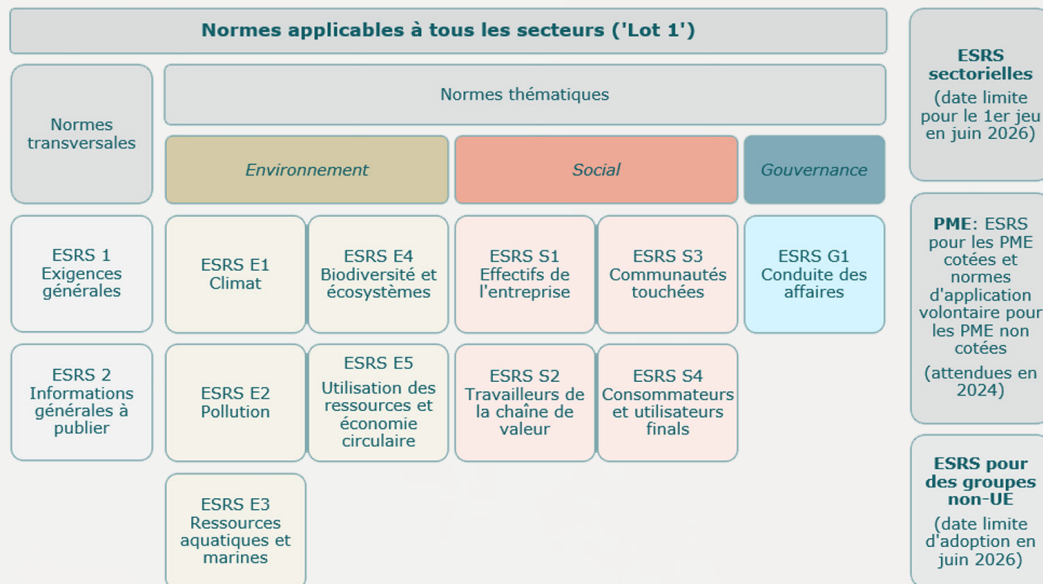 Normes applicables à tous les secteurs ('Lot 1')
Normes
transversales
Normes thématiques
Environnement
Social
Gouvernance
ESRS 1
Exigences
générales
ESRS E1
Climat
ESRS E4
Biodiversité et
écosystèmes
ESRS S1
Effectifs de
l'entreprise
ESRS S3
Communautés
touchées
ESRS G1
Conduite des
affaires
ESRS 2
Informations
générales à
publier
ESRS E2
Pollution
ESRS E5
Utilisation des
ressources et
économie
circulaire
ESRS S2
Travailleurs de
la chaîne de
valeur
ESRS S4
Consommateurs
et utilisateurs
finals
ESRS E3
Ressources
aquatiques et
marines
ESRS
sectorielles
(date limite
pour le 1er jeu
en juin 2026)
PME: ESRS
pour les PME
cotées et
normes
d'application
volontaire pour
les PME non
cotées
(attendues en
2024)
ESRS pour
des groupes
non-UE
(date limite
d'adoption en
juin 2026)